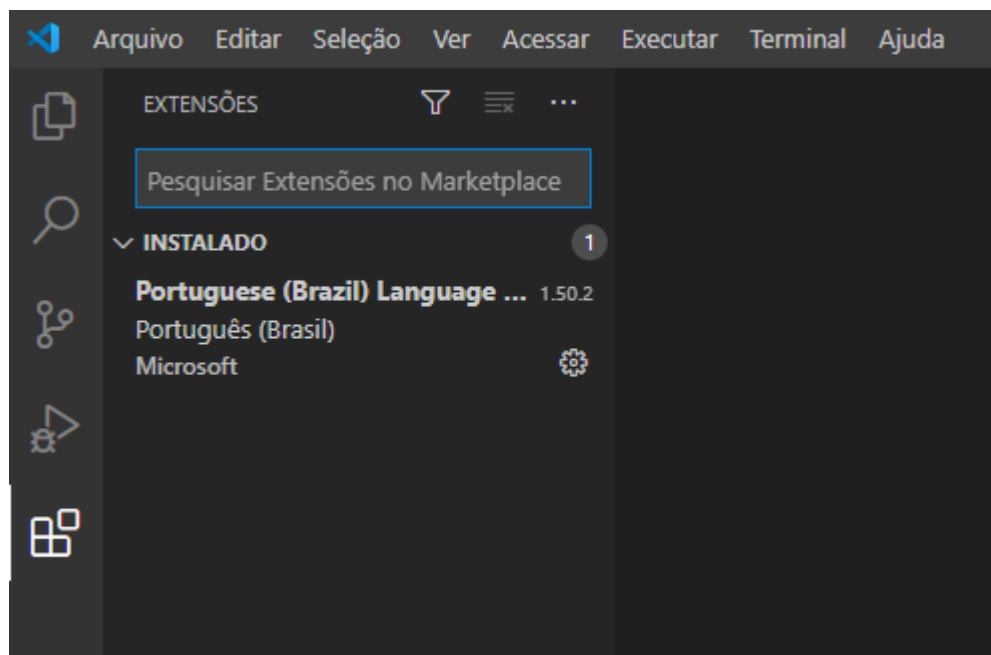 Arquivo Editar Seleção Ver Acessar Executar Terminal Ajuda
EXTENSÕES
Pesquisar Extensões no Marketplace
INSTALADO 1
Portuguese (Brazil) Language ... 1.50.2
Português (Brasil)
Microsoft